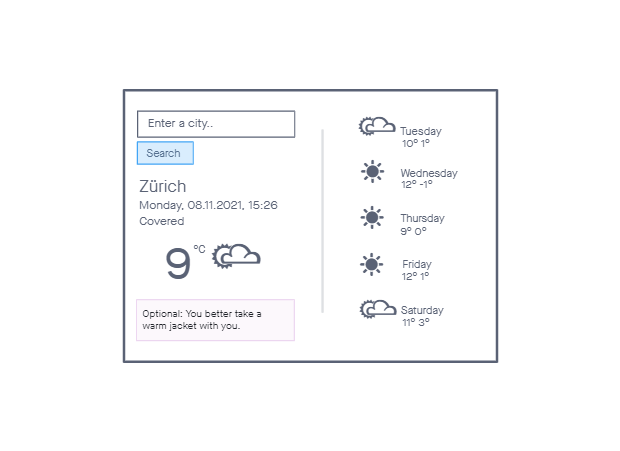 Enter a city..
Search
Zürich
Monday, 08.11.2021, 15:26
Covered
9 °C
Optional: You better take a
warm jacket with you.
Tuesday
10° 1°
Wednesday
12° -1°
Thursday
9° 0°
Friday
12° 1°
Saturday
11° 3°